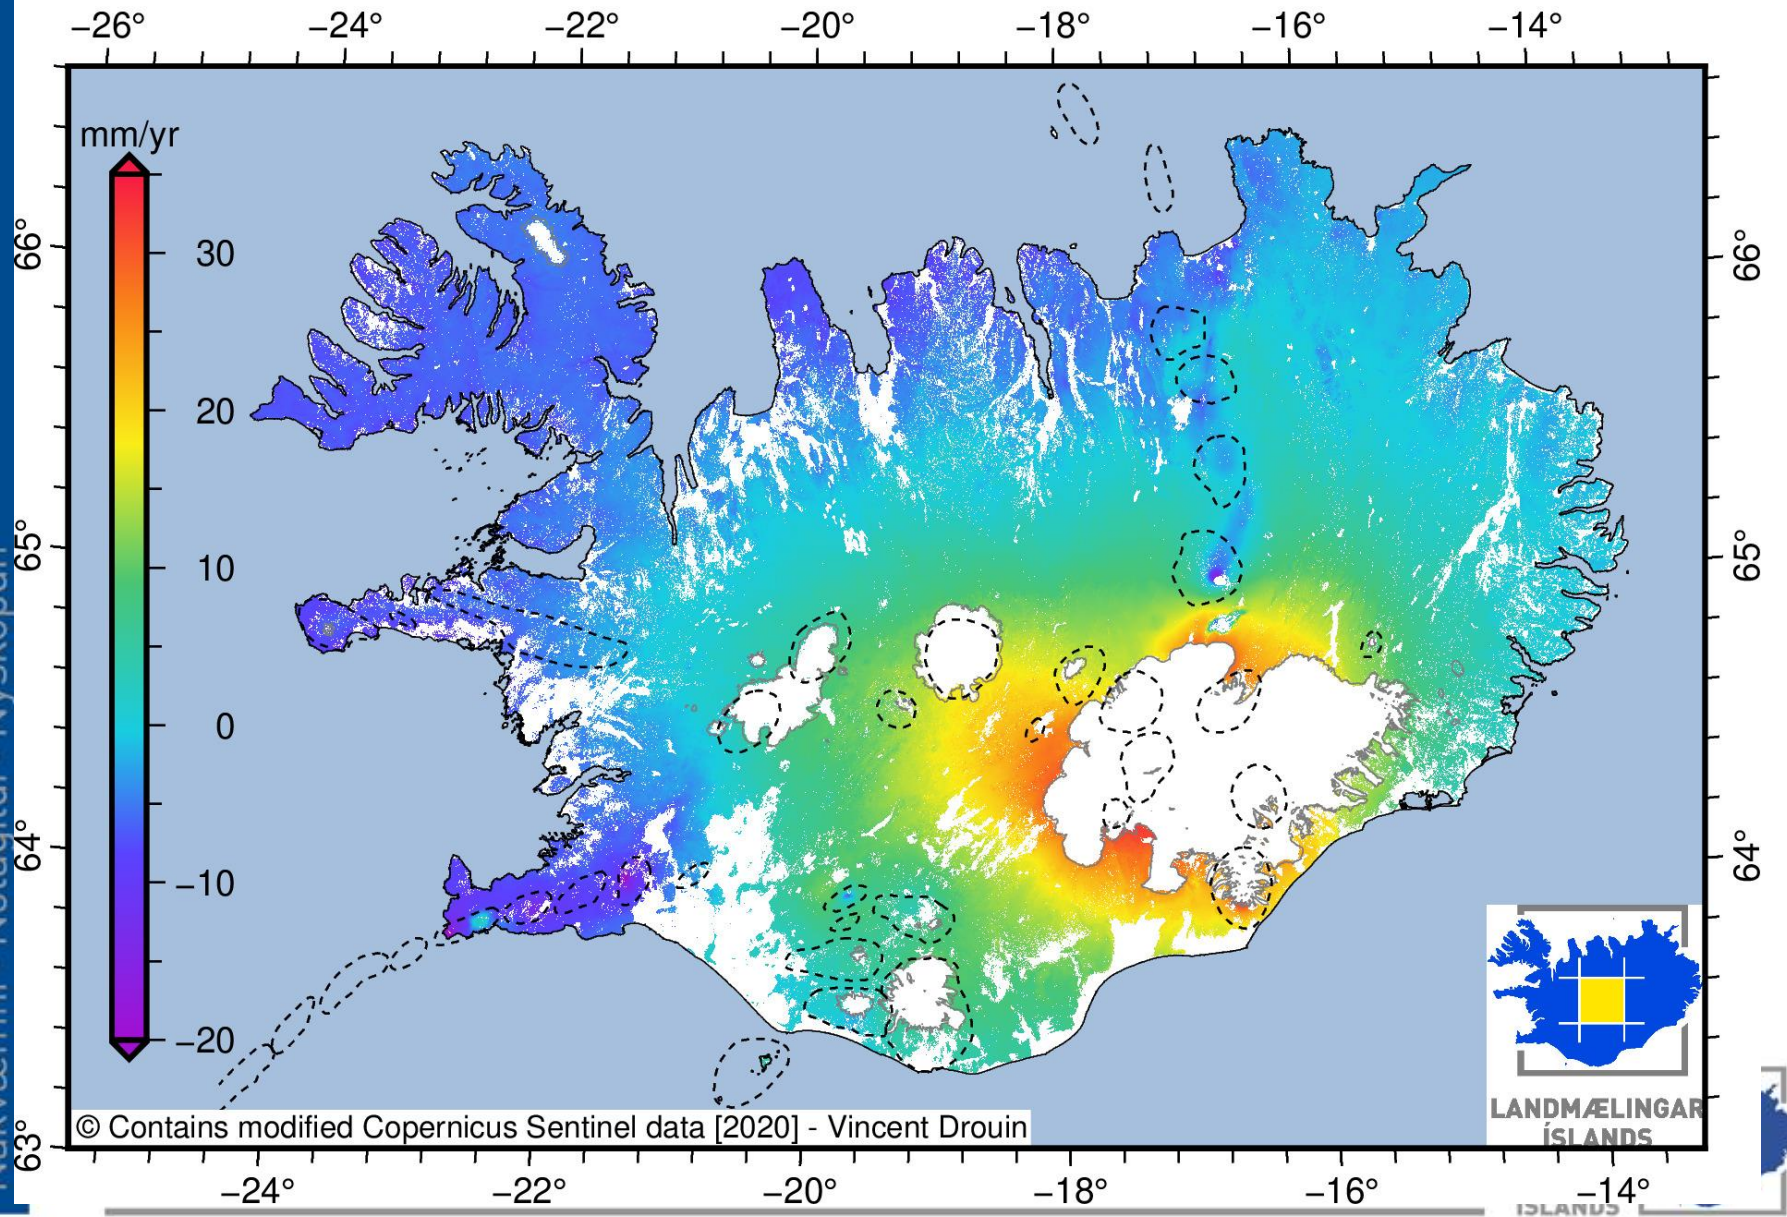 −26° −24° −22° −20° −18° −16° −14°
mm/yr
30
20
10
0
−10
−20
66°
65°
64°
63°
66°
65°
64°
© Contains modified Copernicus Sentinel data [2020] - Vincent Drouin
LANDMÆLINGAR
ÍSLANDS
−24° −22° −20° −18° −16° −14°
ÍSLANDS